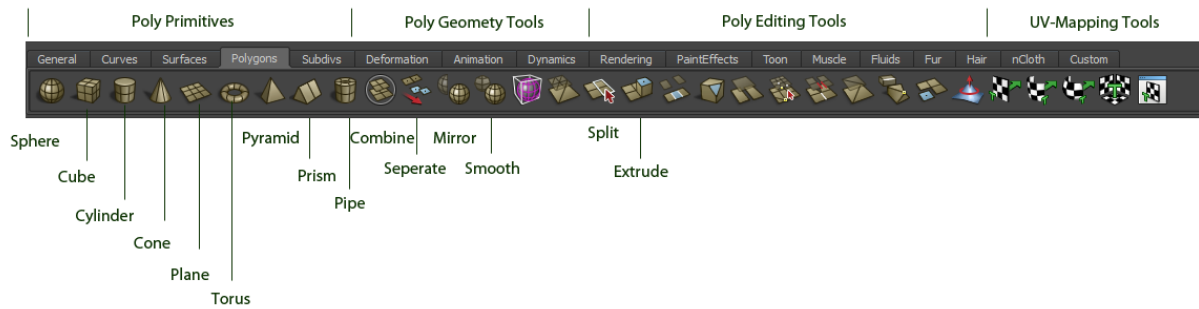 Poly Primitives
Poly Geomety Tools
Poly Editing Tools
UV-Mapping Tools
General Curves Surfaces Polygons Subdivs Deformation Animation Dynamics Rendering PaintEffects Toon Muscle Fluids Fur Hair nCloth Custom
Sphere
Cube
Cylinder
Cone
Plane
Torus
Pyramid
Prism
Pipe
Combine
Seperate
Mirror
Smooth
Split
Extrude